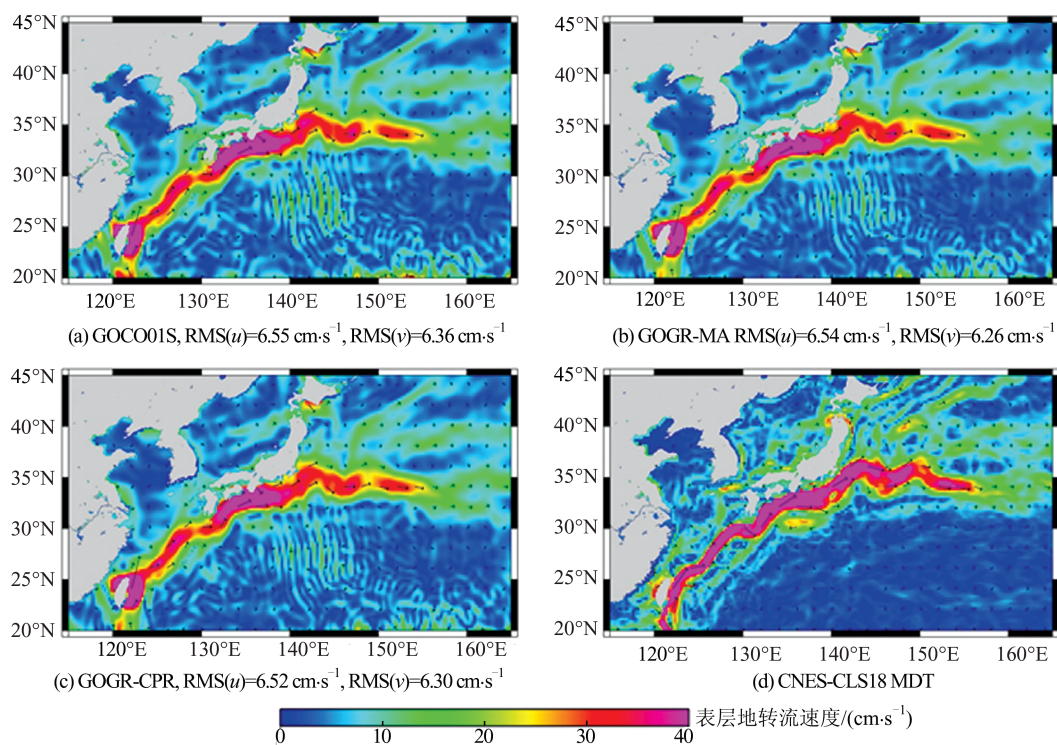 45°N
40°N
35°N
30°N
25°N
20°N
120°E 130°E 140°E 150°E 160°E
(a) GOCO01S, RMS(u)=6.55 cm·s⁻¹, RMS(v)=6.36 cm·s⁻¹
45°N
40°N
35°N
30°N
25°N
20°N
120°E 130°E 140°E 150°E 160°E
(b) GOGR-MA RMS(u)=6.54 cm·s⁻¹, RMS(v)=6.26 cm·s⁻¹
45°N
40°N
35°N
30°N
25°N
20°N
120°E 130°E 140°E 150°E 160°E
(c) GOGR-CPR, RMS(u)=6.52 cm·s⁻¹, RMS(v)=6.30 cm·s⁻¹
45°N
40°N
35°N
30°N
25°N
20°N
120°E 130°E 140°E 150°E 160°E
(d) CNES-CLS18 MDT
表层地转流速度/(cm·s⁻¹)
0 10 20 30 40